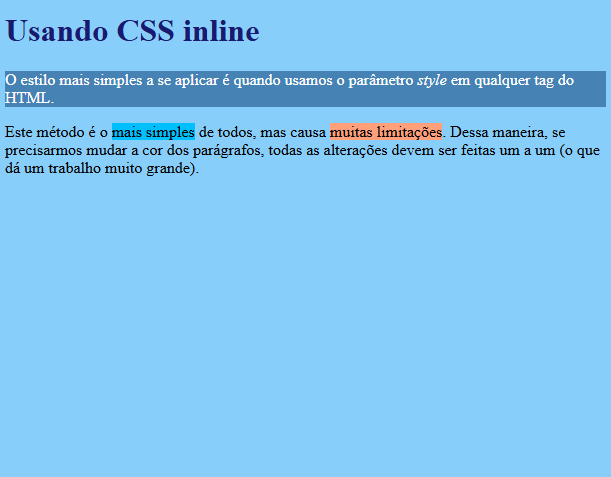 Usando CSS inline
O estilo mais simples a se aplicar é quando usamos o parâmetro style em qualquer tag do
HTML.
Este método é o mais simples de todos, mas causa muitas limitações. Dessa maneira, se
precisarmos mudar a cor dos parágrafos, todas as alterações devem ser feitas um a um (o que
dá um trabalho muito grande).